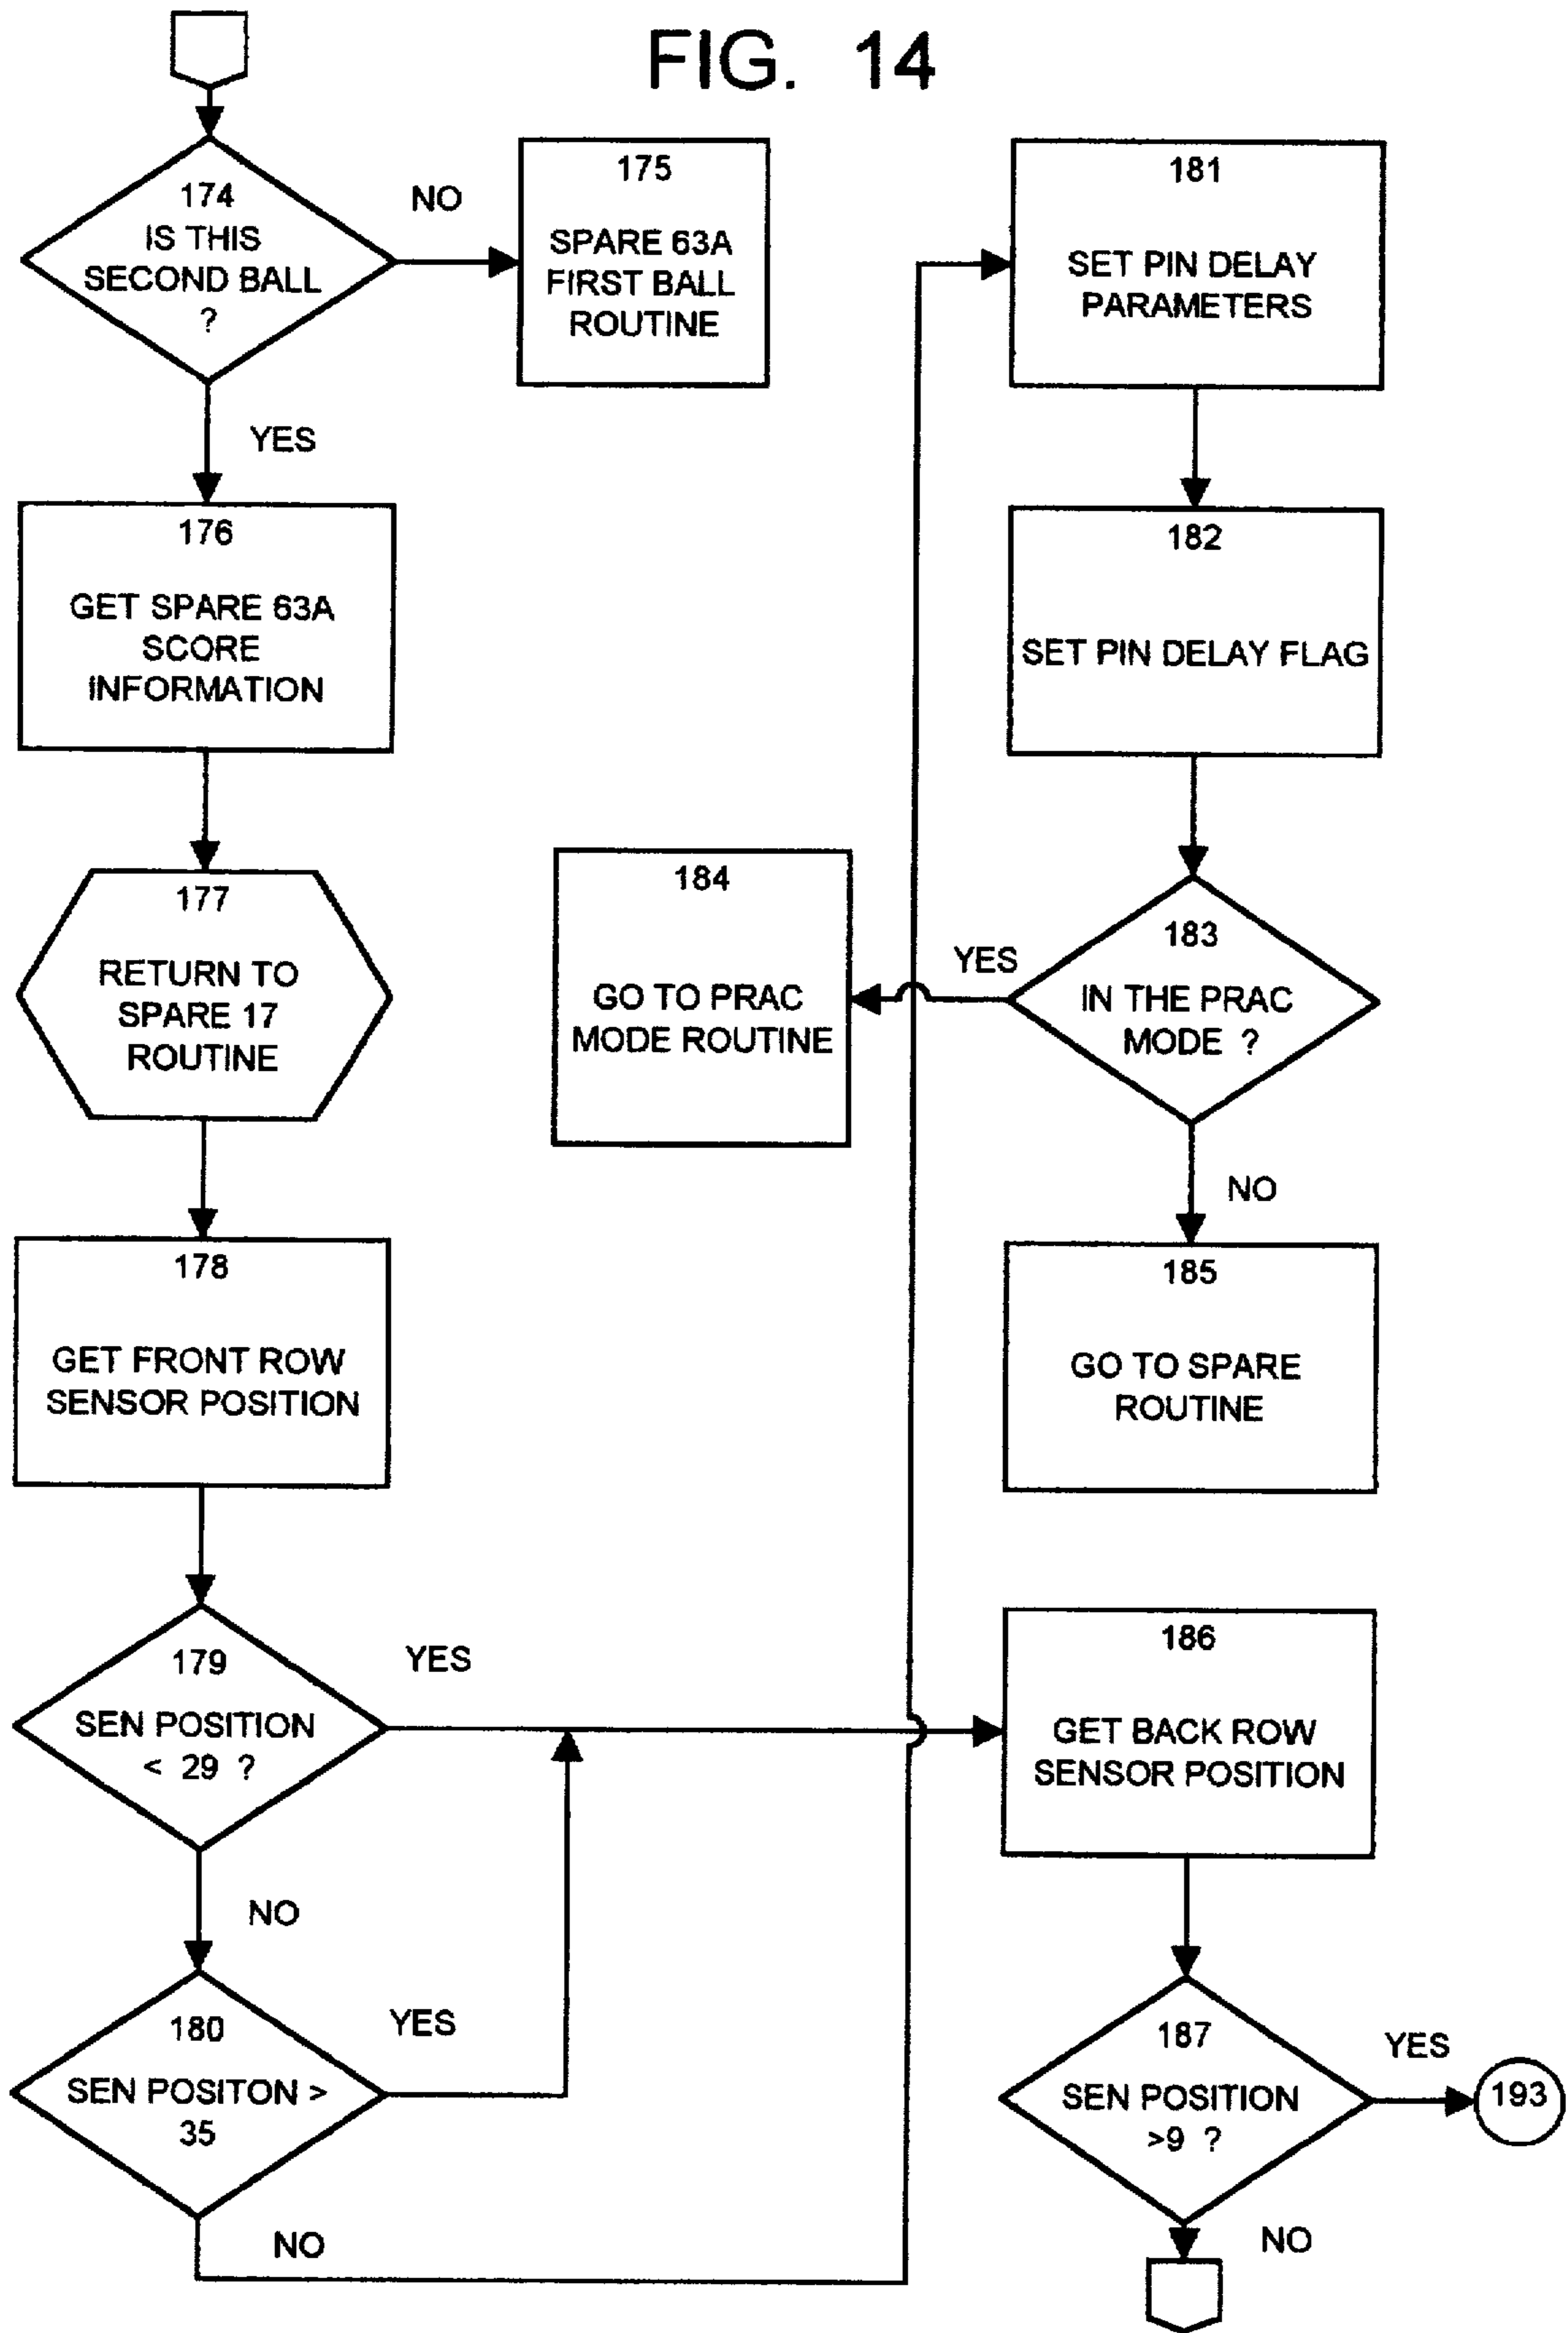 FIG. 14
174
IS THIS
SECOND BALL
?
NO
175
SPARE 63A
FIRST BALL
ROUTINE
YES
176
GET SPARE 63A
SCORE
INFORMATION
177
RETURN TO
SPARE 17
ROUTINE
178
GET FRONT ROW
SENSOR POSITION
179
SEN POSITION
< 29 ?
YES
NO
180
SEN POSITON >
35
YES
NO
181
SET PIN DELAY
PARAMETERS
182
SET PIN DELAY FLAG
183
IN THE PRAC
MODE ?
YES
184
GO TO PRAC
MODE ROUTINE
NO
185
GO TO SPARE
ROUTINE
186
GET BACK ROW
SENSOR POSITION
187
SEN POSITION
>9 ?
YES
193
NO